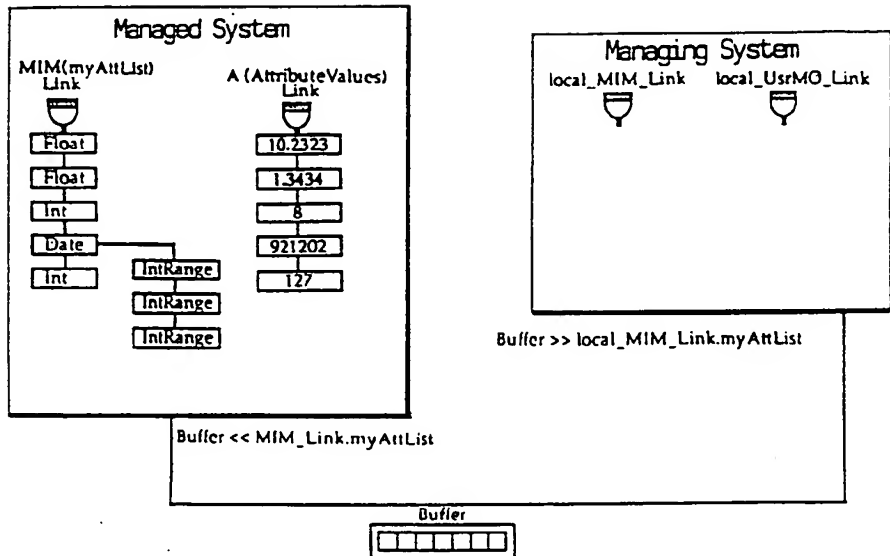 Managed System
MIM(myAttList)
Link
A (AttributeValues)
Link
Float
Float
Int
Date
Int
IntRange
IntRange
IntRange
10.2323
1.3434
8
921202
127
Managing System
local_MIM_Link
local_UsrMO_Link
Buffer >> local_MIM_Link.myAttList
Buffer << MIM_Link.myAttList
Buffer